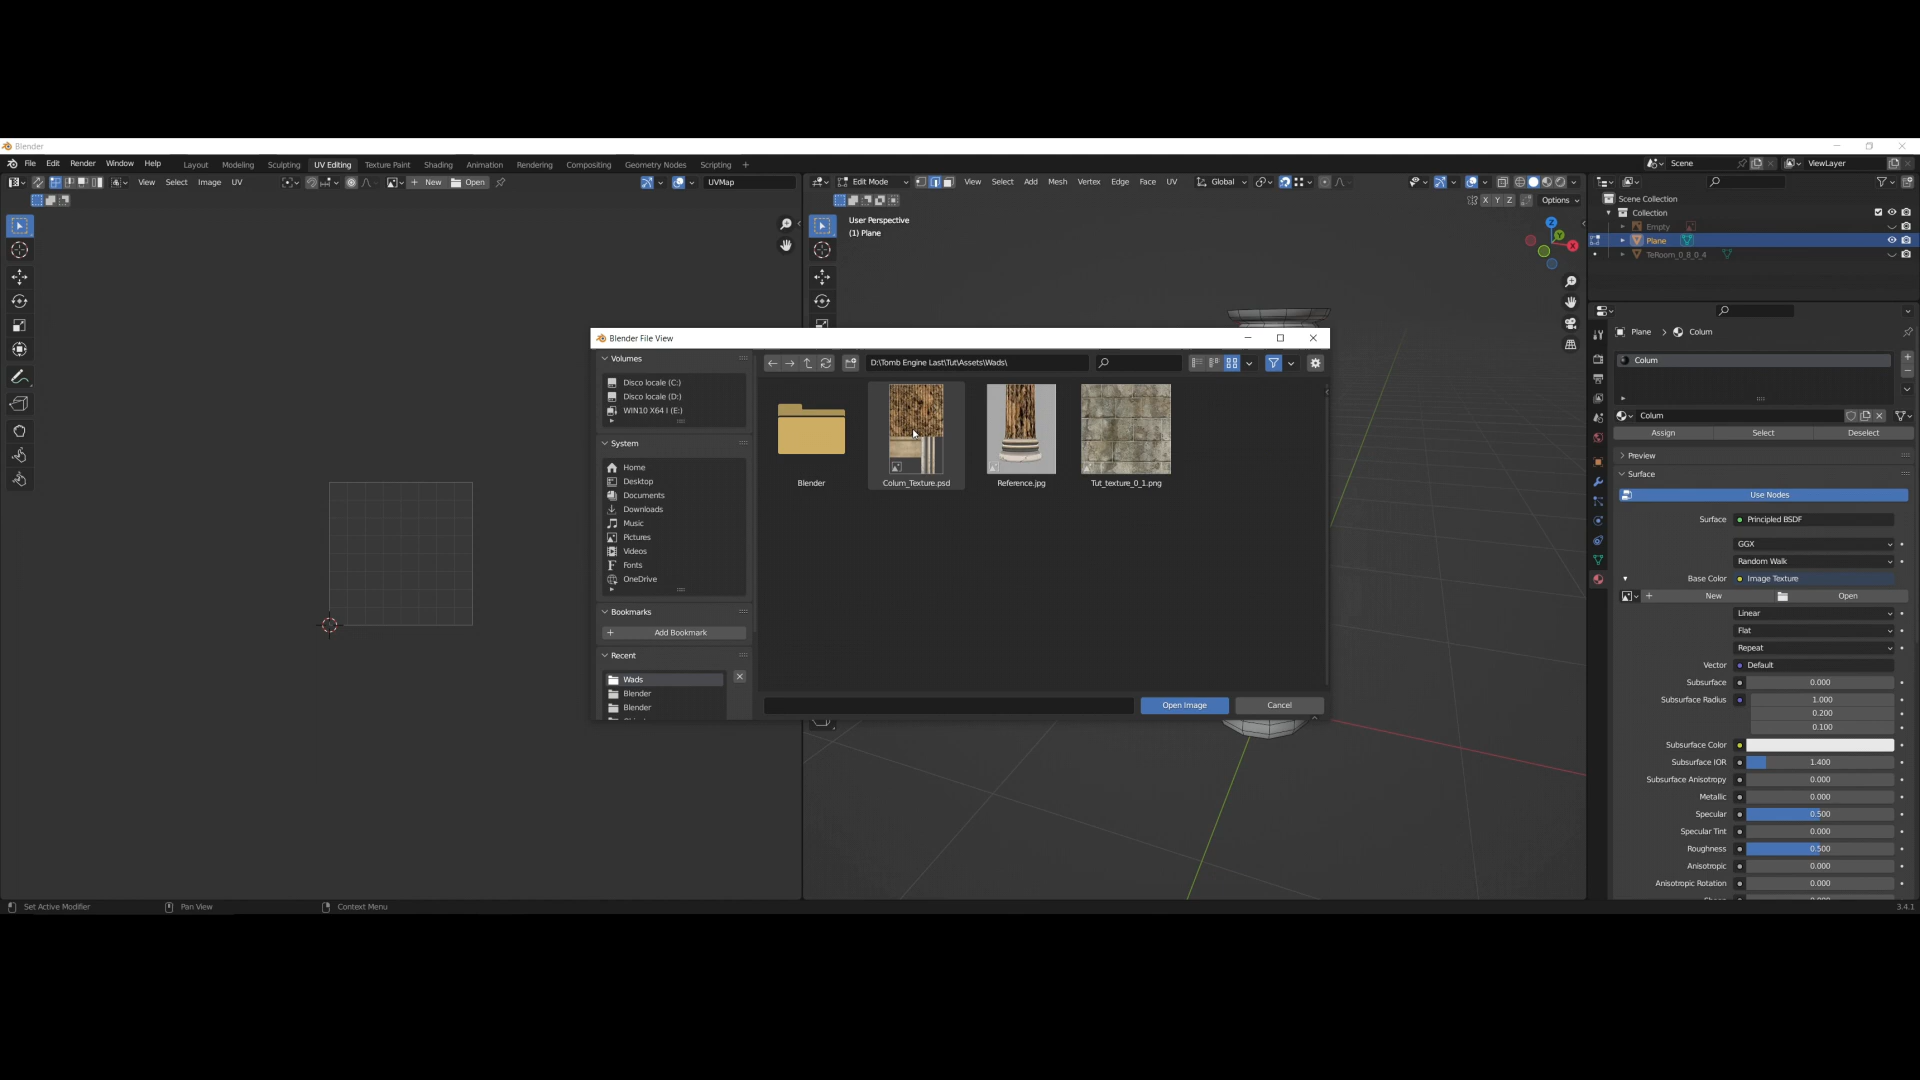 Blender
File Edit Render Window Help Layout Modeling Sculpting UV Editing Texture Paint Shading Animation Rendering Compositing Geometry Nodes Scripting + Scene ViewLayer
View Select Image UV New Open UVMap
Edit Mode View Select Add Mesh Vertex Edge Face UV Global
X Y Z Options
User Perspective
(1) Plane
Z
Y
X
Scene Collection
Collection
Empty
Plane
TeRoom_0_8_0_4
Blender File View
Volumes
Disco locale (C:)
Disco locale (D:)
WIN10 X64 I (E:)
System
Home
Desktop
Documents
Downloads
Music
Pictures
Videos
Fonts
OneDrive
Bookmarks
Add Bookmark
Recent
Wads
Blender
Blender
D:\Tomb Engine Last\Tut\Assets\Wads\
Blender
Colum_Texture.psd
Reference.jpg
Tut_texture_0_1.png
Open Image
Cancel
Plane > Colum
Colum
Colum
Assign Select Deselect
Preview
Surface
Use Nodes
Surface Principled BSDF
GGX
Random Walk
Base Color Image Texture
New Open
Linear
Flat
Repeat
Vector Default
Subsurface 0.000
Subsurface Radius 1.000
0.200
0.100
Subsurface Color
Subsurface IOR 1.400
Subsurface Anisotropy 0.000
Metallic 0.000
Specular 0.500
Specular Tint 0.000
Roughness 0.500
Anisotropic 0.000
Anisotropic Rotation 0.000
Set Active Modifier Pan View Context Menu 3.4.1